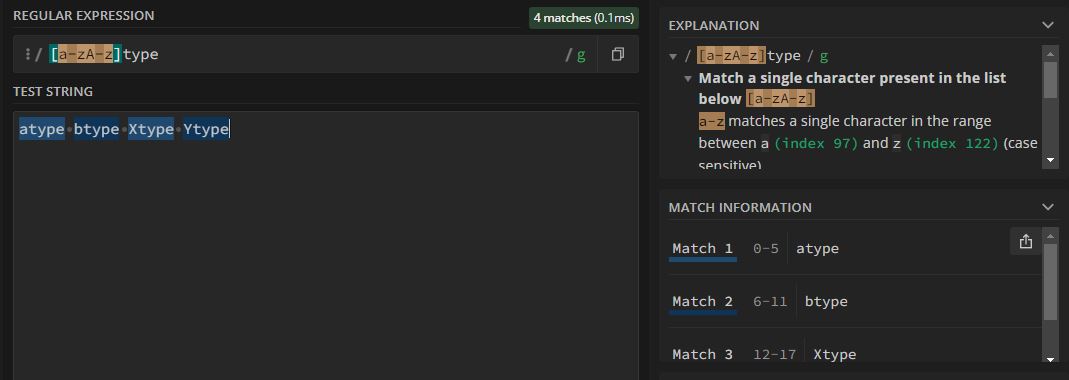 REGULAR EXPRESSION
4 matches (0.1ms)
/ [a-zA-z]type / g
TEST STRING
atype btype Xtype Ytype
EXPLANATION
/ [a-zA-z]type / g
Match a single character present in the list
below [a-zA-z]
a-z matches a single character in the range
between a (index 97) and z (index 122) (case
sensitive)
MATCH INFORMATION
Match 1 0-5 atype
Match 2 6-11 btype
Match 3 12-17 Xtype